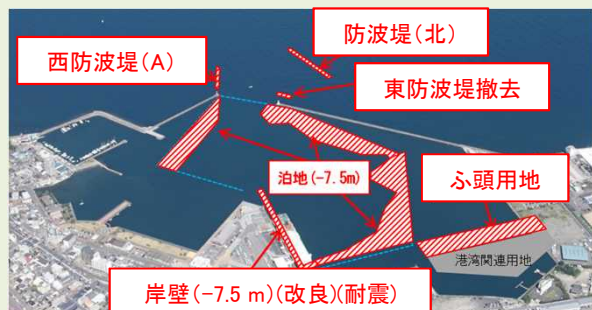 防波堤(北)
西防波堤(A)
東防波堤撤去
泊地(-7.5m)
ふ頭用地
港湾関連用地
岸壁(-7.5 m)(改良)(耐震)